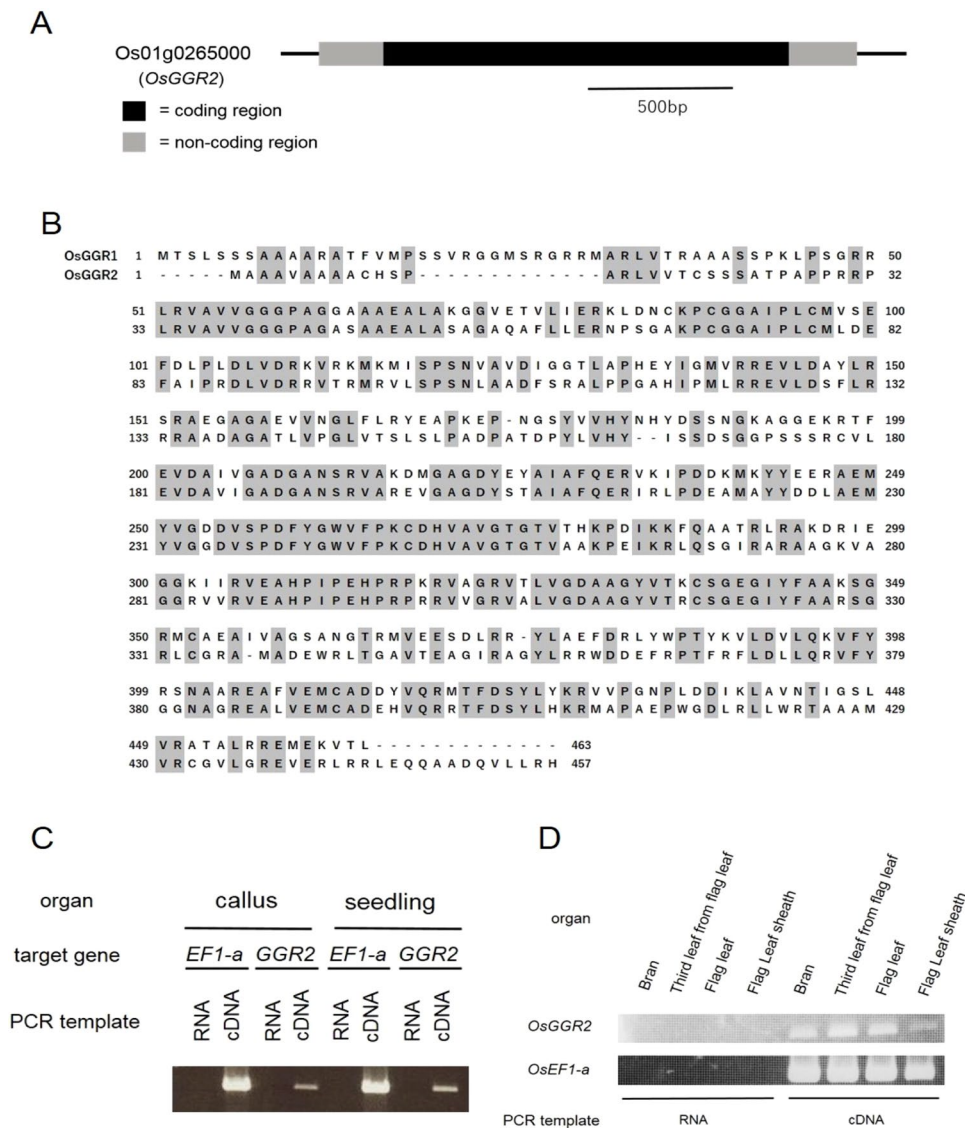 A
Os01g0265000
(OsGGR2)
500bp
= coding region
= non-coding region
B
OsGGR1 1 M T S L S S S A A A A R A T F V M P S S V R G G M S R G R R M A R L V T R A A A S S P K L P S G R R 50
OsGGR2 1 - - - - - M A A A V A A A A C H S P - - - - - - - - - - - - - A R L V V T C S S S A T P A P P R R P 32
51 L R V A V V G G G P A G G A A A E A L A K G G V E T V L I E R K L D N C K P C G G A I P L C M V S E 100
33 L R V A V V G G G P A G A S A A E A L A S A G A Q A F L L E R N P S G A K P C G G A I P L C M L D E 82
101 F D L P L D L V D R K V R K M K M I S P S N V A V D I G G T L A P H E Y I G M V R R E V L D A Y L R 150
83 F A I P R D L V D R R V T R M R V L S P S N L A A D F S R A L P P G A H I P M L R R E V L D S F L R 132
151 S R A E G A G A E V V N G L F L R Y E A P K E P - N G S Y V V H Y N H Y D S S N G K A G G E K R T F 199
133 R R A A D A G A T L V P G L V T S L S L P A D P A T D P Y L V H Y - - I S S D S G G P S S S R C V L 180
200 E V D A I V G A D G A N S R V A K D M G A G D Y E Y A I A F Q E R V K I P D D K M K Y Y E E R A E M 249
181 E V D A V I G A D G A N S R V A R E V G A G D Y S T A I A F Q E R I R L P D E A M A Y Y D D L A E M 230
250 Y V G D D V S P D F Y G W V F P K C D H V A V G T G T V T H K P D I K K F Q A A T R L R A K D R I E 299
231 Y V G G D V S P D F Y G W V F P K C D H V A V G T G T V A A K P E I K R L Q S G I R A R A A G K V A 280
300 G G K I I R V E A H P I P E H P R P K R V A G R V T L V G D A A G Y V T K C S G E G I Y F A A K S G 349
281 G G R V V R V E A H P I P E H P R P R R V V G R V A L V G D A A G Y V T R C S G E G I Y F A A R S G 330
350 R M C A E A I V A G S A N G T R M V E E S D L R R - Y L A E F D R L Y W P T Y K V L D V L Q K V F Y 398
331 R L C G R A - M A D E W R L T G A V T E A G I R A G Y L R R W D D E F R P T F R F L D L L Q R V F Y 379
399 R S N A A R E A F V E M C A D D Y V Q R M T F D S Y L Y K R V V P G N P L D D I K L A V N T I G S L 448
380 G G N A G R E A L V E M C A D E H V Q R R T F D S Y L H K R M A P A E P W G D L R L L W R T A A A M 429
449 V R A T A L R R E M E K V T L - - - - - - - - - - - - - 463
430 V R C G V L G R E V E R L R R L E Q Q A A D Q V L L R H 457
C
organ callus seedling
target gene EF1-a GGR2 EF1-a GGR2
PCR template RNA cDNA RNA cDNA RNA cDNA RNA cDNA
D
organ Bran Third leaf from flag leaf Flag leaf Flag Leaf sheath Bran Third leaf from flag leaf Flag leaf Flag Leaf sheath
OsGGR2
OsEF1-a
PCR template RNA cDNA